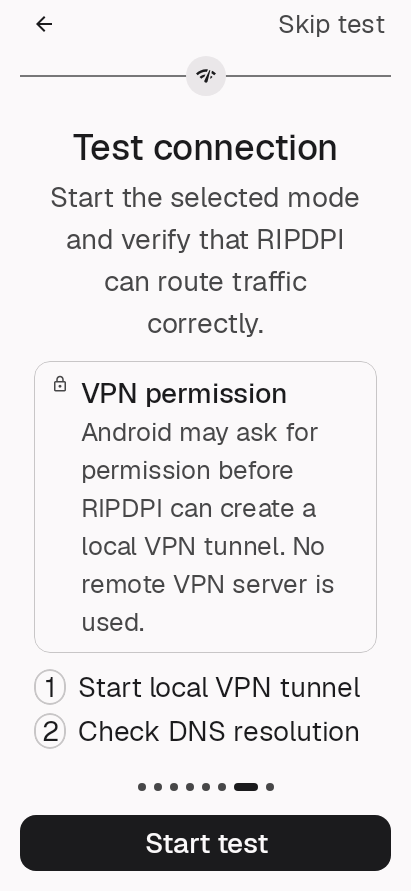 Skip test
Test connection
Start the selected mode
and verify that RIPDPI
can route traffic
correctly.
VPN permission
Android may ask for
permission before
RIPDPI can create a
local VPN tunnel. No
remote VPN server is
used.
1 Start local VPN tunnel
2 Check DNS resolution
Start test